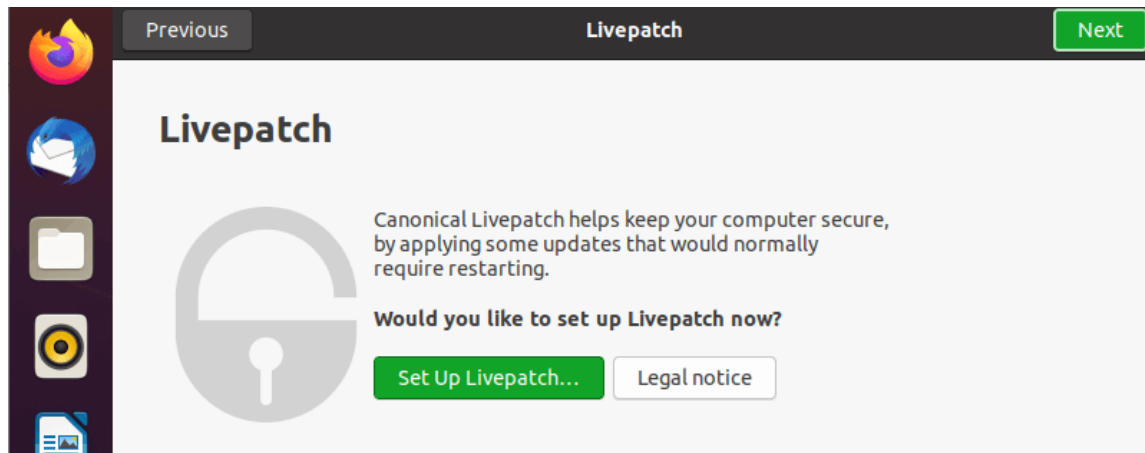 Previous
Livepatch
Next
Livepatch
Canonical Livepatch helps keep your computer secure,
by applying some updates that would normally
require restarting.
Would you like to set up Livepatch now?
Set Up Livepatch...
Legal notice